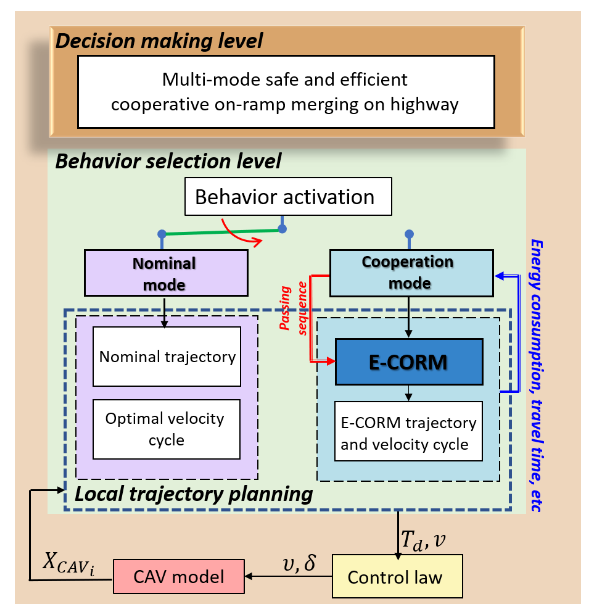 Decision making level
Multi-mode safe and efficient
cooperative on-ramp merging on highway
Behavior selection level
Behavior activation
Nominal
mode
Cooperation
mode
Passing
sequence
Energy consumption, travel time, etc
Nominal trajectory
E-CORM
Optimal velocity
cycle
E-CORM trajectory
and velocity cycle
Local trajectory planning
T_d, v
X_{CAV_i}
CAV model
υ, δ
Control law